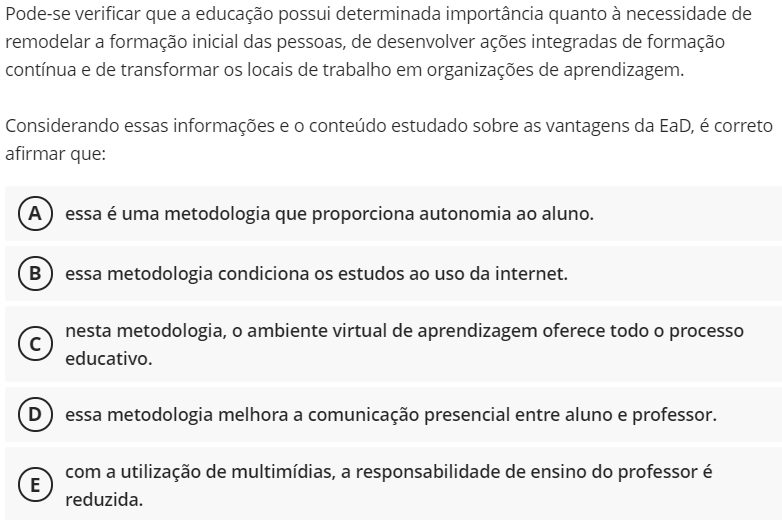 Pode-se verificar que a educação possui determinada importância quanto à necessidade de
remodelar a formação inicial das pessoas, de desenvolver ações integradas de formação
contínua e de transformar os locais de trabalho em organizações de aprendizagem.
Considerando essas informações e o conteúdo estudado sobre as vantagens da EaD, é correto
afirmar que:
A essa é uma metodologia que proporciona autonomia ao aluno.
B essa metodologia condiciona os estudos ao uso da internet.
C nesta metodologia, o ambiente virtual de aprendizagem oferece todo o processo
educativo.
D essa metodologia melhora a comunicação presencial entre aluno e professor.
E com a utilização de multimídias, a responsabilidade de ensino do professor é
reduzida.